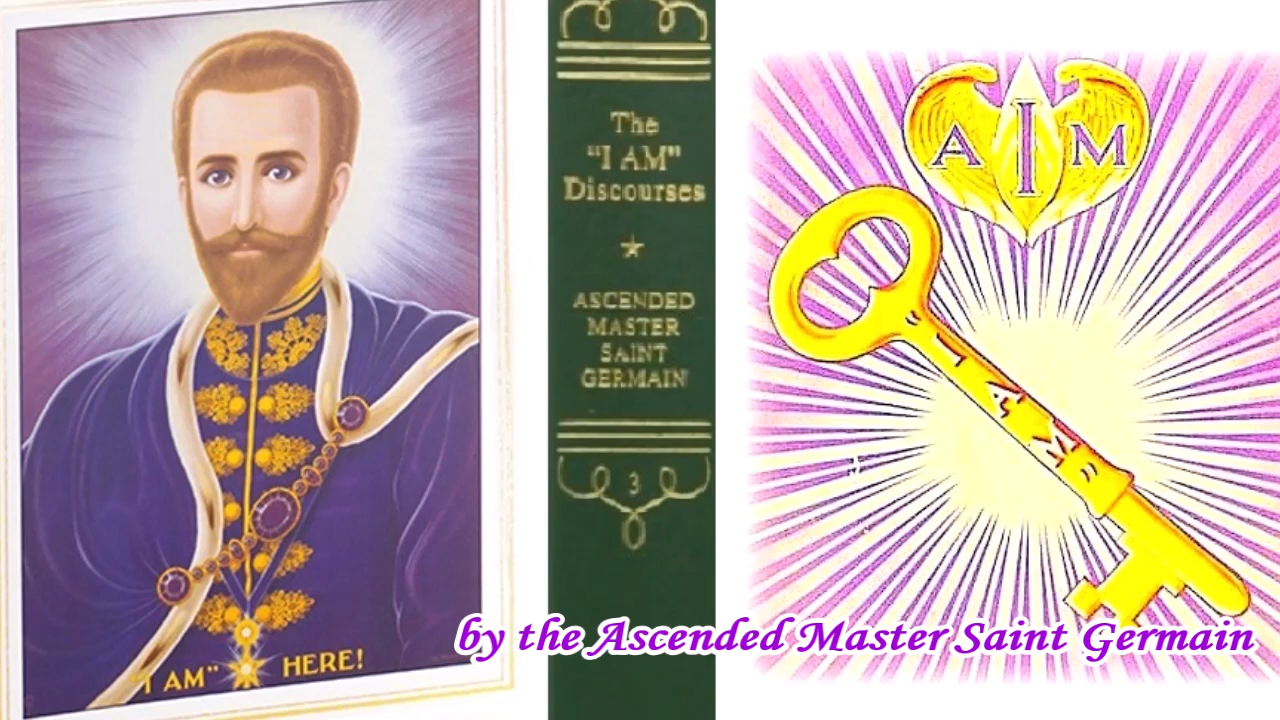 "I AM" HERE!
The
"I AM"
Discourses
ASCENDED
MASTER
SAINT
GERMAIN
3
A I M
"I AM"
by the Ascended Master Saint Germain